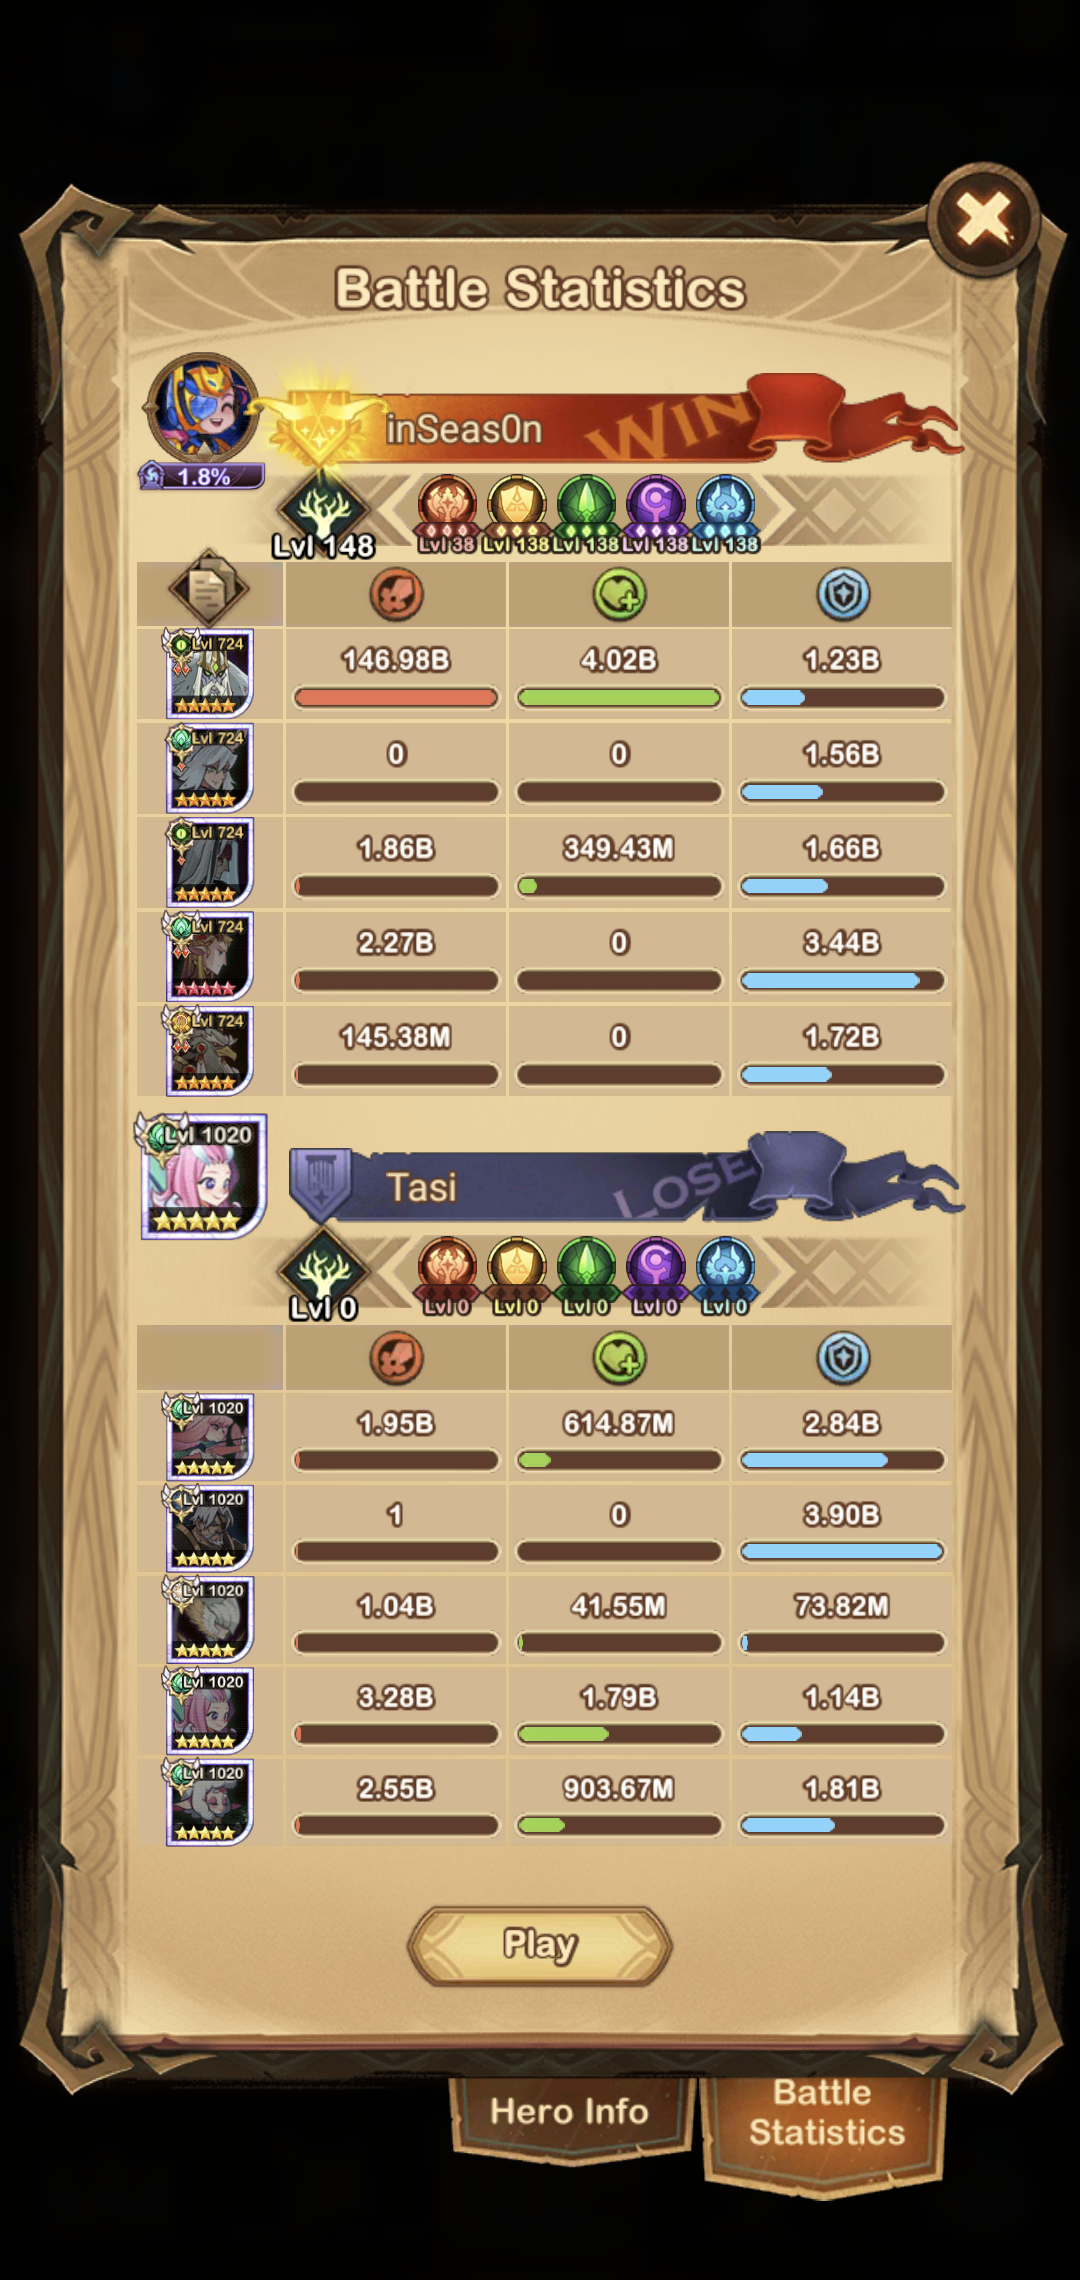 Battle Statistics
inSeas0n
WIN
1.8%
Lvl 148
Lvl 38 Lvl 138 Lvl 138 Lvl 138 Lvl 138
Lvl 724
146.98B 4.02B 1.23B
Lvl 724
0 0 1.56B
Lvl 724
1.86B 349.43M 1.66B
Lvl 724
2.27B 0 3.44B
Lvl 724
145.38M 0 1.72B
Lvl 1020
Tasi
LOSE
Lvl 0
Lvl 0 Lvl 0 Lvl 0 Lvl 0 Lvl 0
Lvl 1020
1.95B 614.87M 2.84B
Lvl 1020
1 0 3.90B
Lvl 1020
1.04B 41.55M 73.82M
Lvl 1020
3.28B 1.79B 1.14B
Lvl 1020
2.55B 903.67M 1.81B
Play
Hero Info
Battle
Statistics